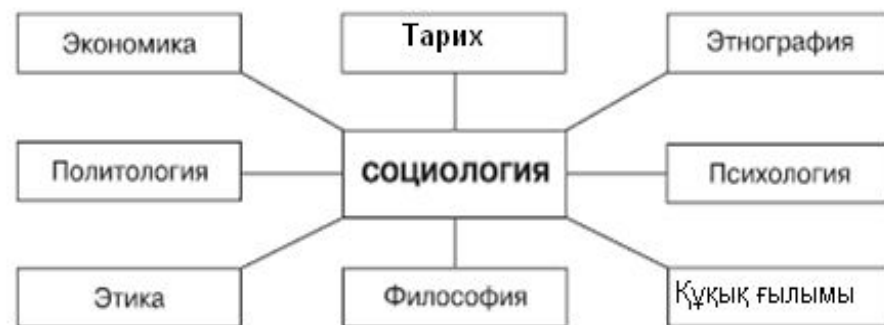 Экономика
Тарих
Этнография
Политология
СОЦИОЛОГИЯ
Психология
Этика
Философия
Құқық ғылымы